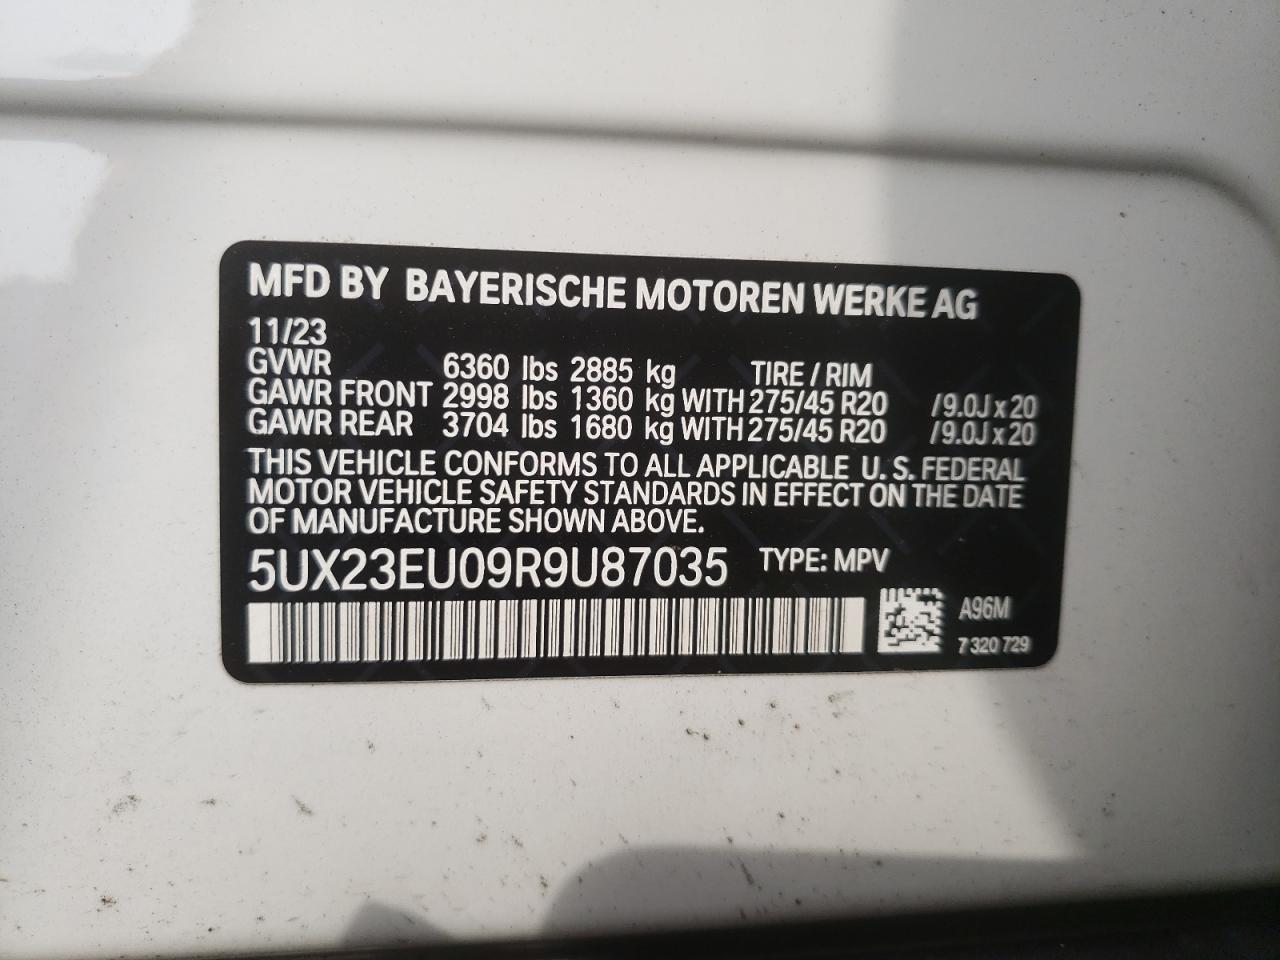 MFD BY BAYERISCHE MOTOREN WERKE AG
11/23
GVWR 6360 lbs 2885 kg TIRE / RIM
GAWR FRONT 2998 lbs 1360 kg WITH 275/45 R20 /9.0J x 20
GAWR REAR 3704 lbs 1680 kg WITH 275/45 R20 /9.0J x 20
THIS VEHICLE CONFORMS TO ALL APPLICABLE U. S. FEDERAL
MOTOR VEHICLE SAFETY STANDARDS IN EFFECT ON THE DATE
OF MANUFACTURE SHOWN ABOVE.
5UX23EU09R9U87035 TYPE: MPV
A96M
7 320 729